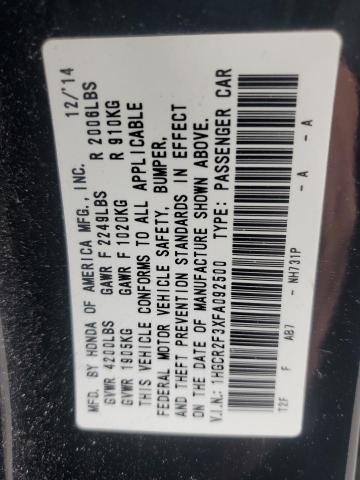 MFD. BY HONDA OF AMERICA MFG., INC. 12/'14
GVWR 4200LBS GAWR F 2249LBS R 2006LBS
GVWR 1905KG GAWR F 1020KG R 910KG
THIS VEHICLE CONFORMS TO ALL APPLICABLE
FEDERAL MOTOR VEHICLE SAFETY, BUMPER,
AND THEFT PREVENTION STANDARDS IN EFFECT
ON THE DATE OF MANUFACTURE SHOWN ABOVE.
V.I.N.: 1HGCR2F3XFA092500 TYPE: PASSENGER CAR
12F F AB7 - NH731P - A - A